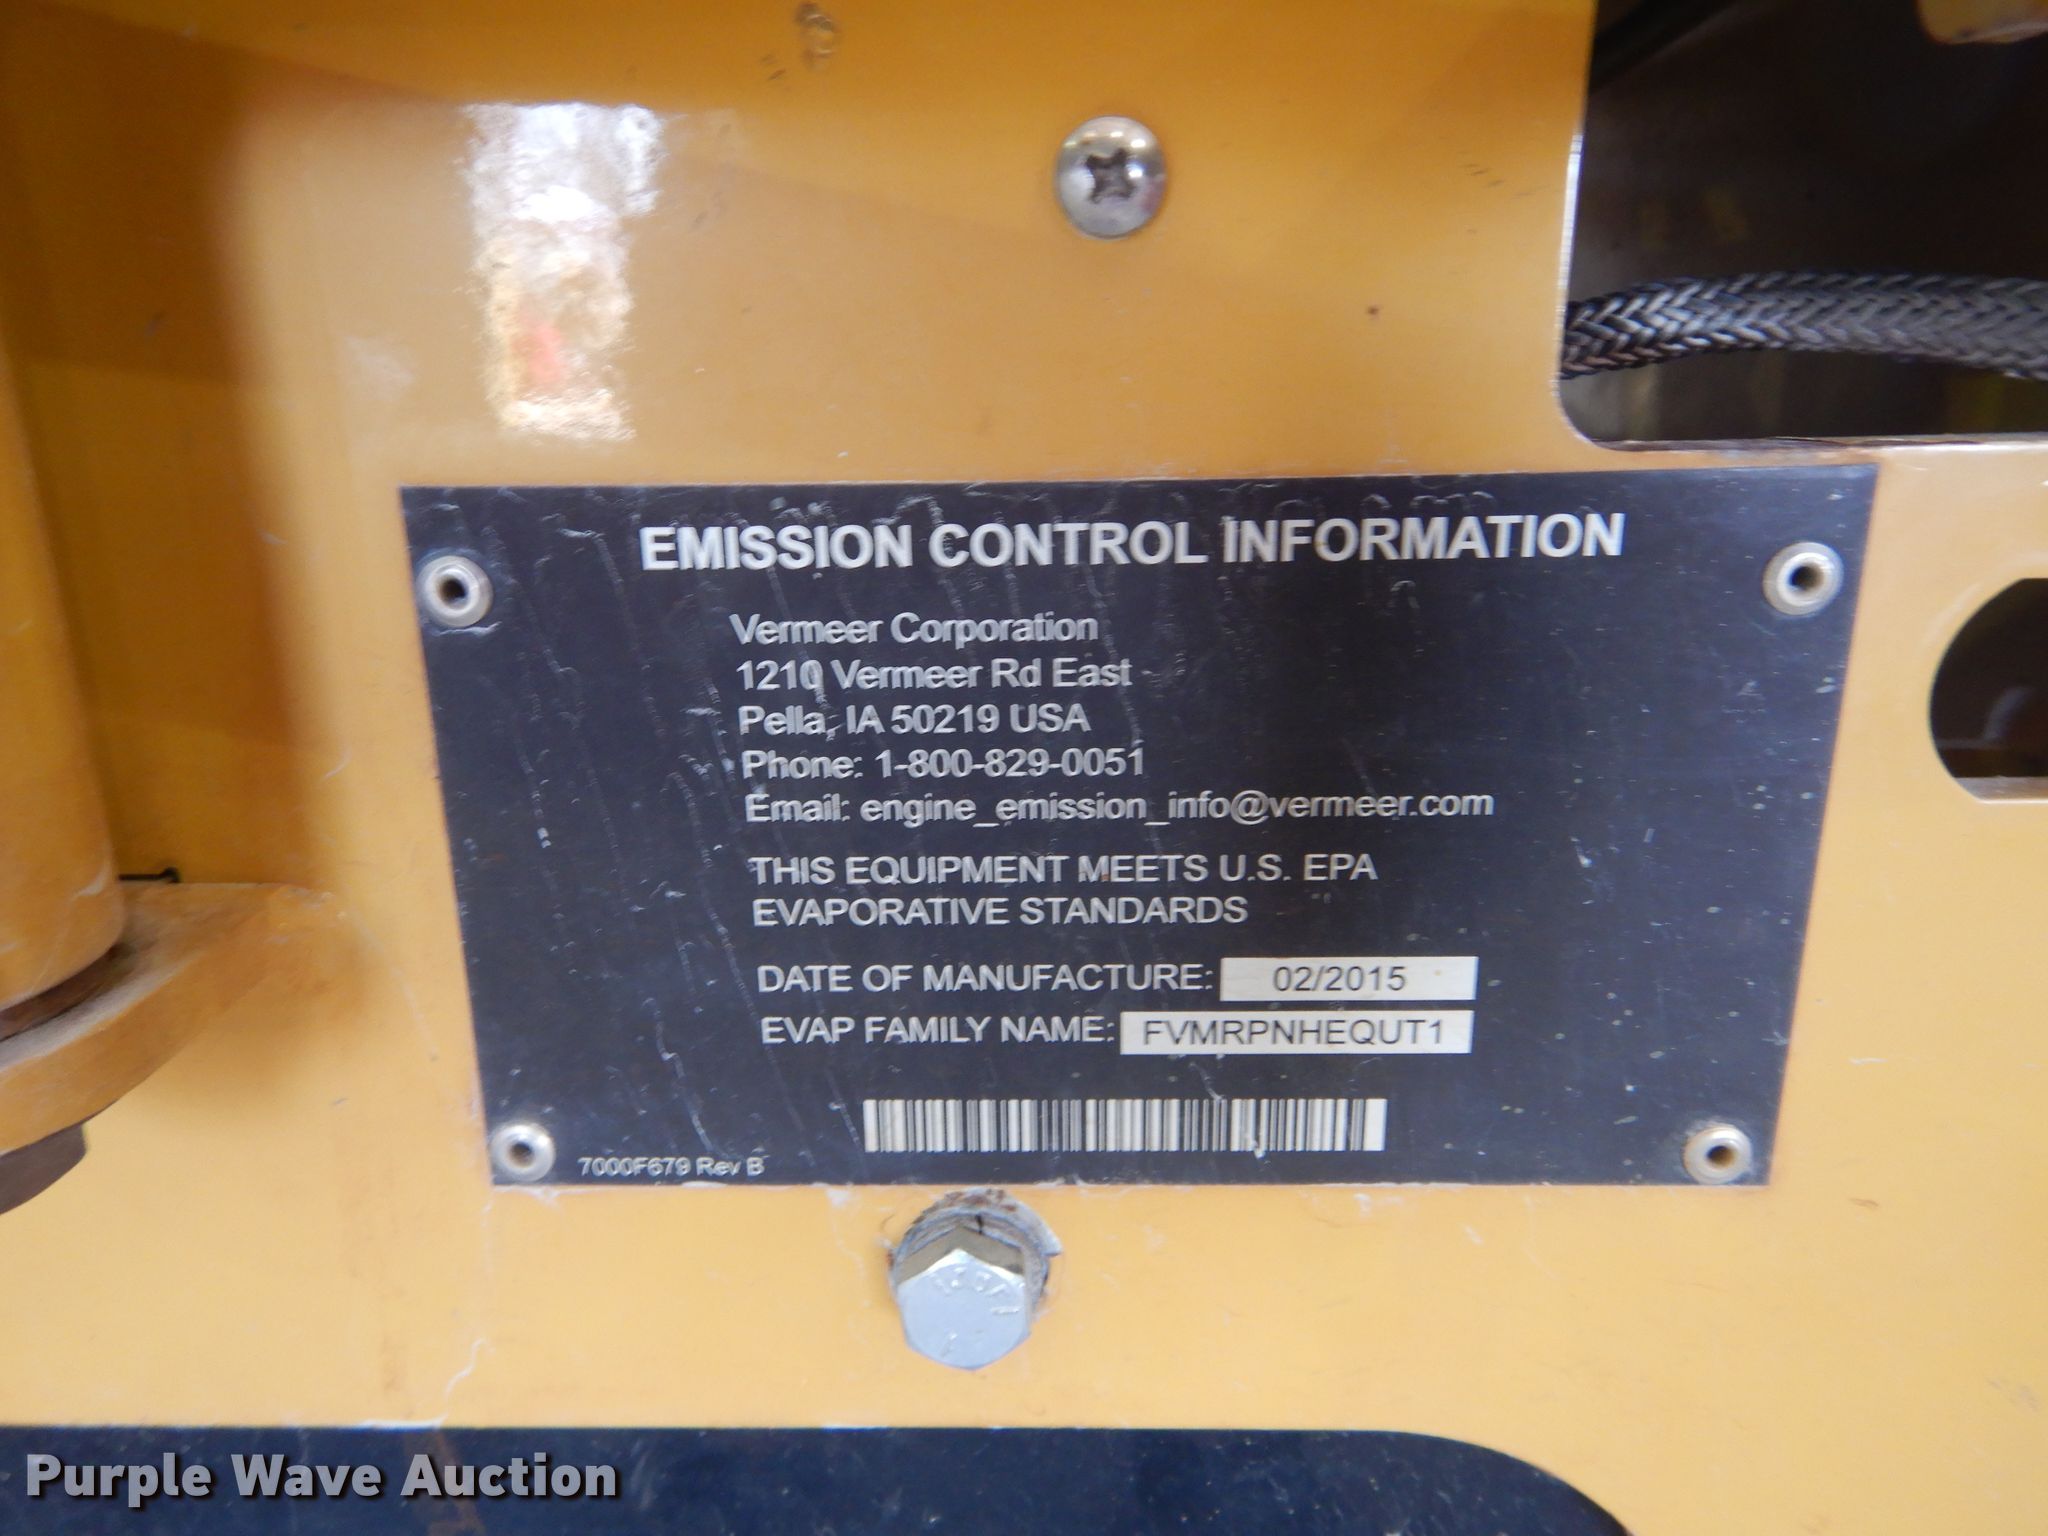 EMISSION CONTROL INFORMATION
Vermeer Corporation
1210 Vermeer Rd East
Pella, IA 50219 USA
Phone: 1-800-829-0051
Email: engine_emission_info@vermeer.com
THIS EQUIPMENT MEETS U.S. EPA
EVAPORATIVE STANDARDS
DATE OF MANUFACTURE: 02/2015
EVAP FAMILY NAME: FVMRPNHEQUT1
7000F679 Rev B
Purple Wave Auction